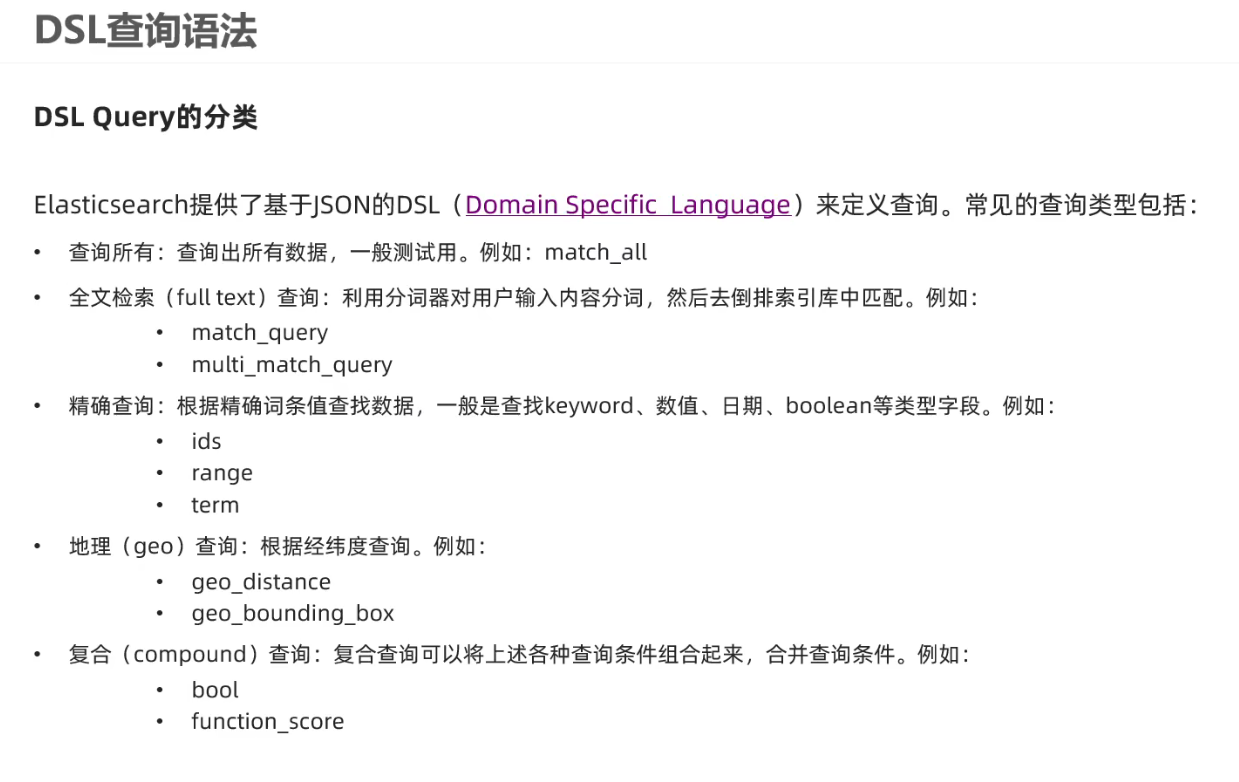 DSL查询语法
DSL Query的分类
Elasticsearch提供了基于JSON的DSL（Domain Specific Language）来定义查询。常见的查询类型包括：
• 查询所有：查询出所有数据，一般测试用。例如：match_all
• 全文检索（full text）查询：利用分词器对用户输入内容分词，然后去倒排索引库中匹配。例如：
• match_query
• multi_match_query
• 精确查询：根据精确词条值查找数据，一般是查找keyword、数值、日期、boolean等类型字段。例如：
• ids
• range
• term
• 地理（geo）查询：根据经纬度查询。例如：
• geo_distance
• geo_bounding_box
• 复合（compound）查询：复合查询可以将上述各种查询条件组合起来，合并查询条件。例如：
• bool
• function_score